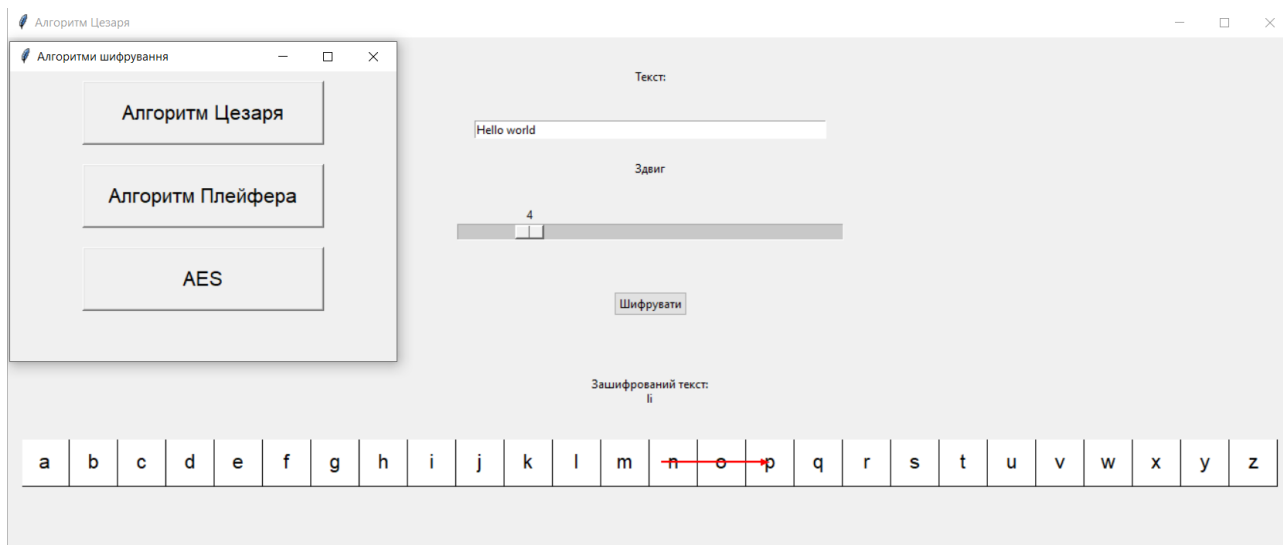 Алгоритм Цезаря
Алгоритми шифрування
Алгоритм Цезаря
Алгоритм Плейфера
AES
Текст:
Hello world
Здвиг
4
Шифрувати
Зашифрований текст:
li
a b c d e f g h i j k l m n o p q r s t u v w x y z